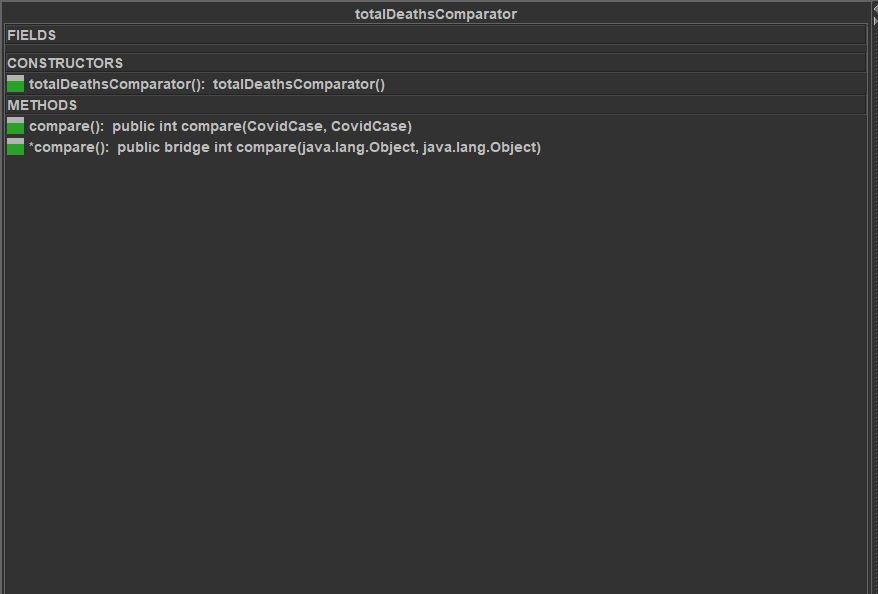 totalDeathsComparator
FIELDS
CONSTRUCTORS
totalDeathsComparator(): totalDeathsComparator()
METHODS
compare(): public int compare(CovidCase, CovidCase)
*compare(): public bridge int compare(java.lang.Object, java.lang.Object)